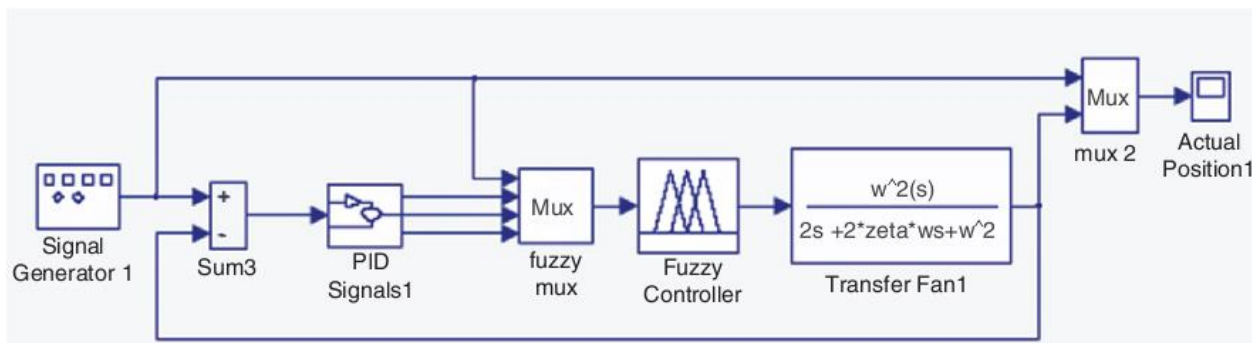 Mux
mux 2
Actual
Position1
Signal
Generator 1
+
-
Sum3
PID
Signals1
Mux
fuzzy
mux
Fuzzy
Controller
w^2(s)
2s +2*zeta*ws+w^2
Transfer Fan1